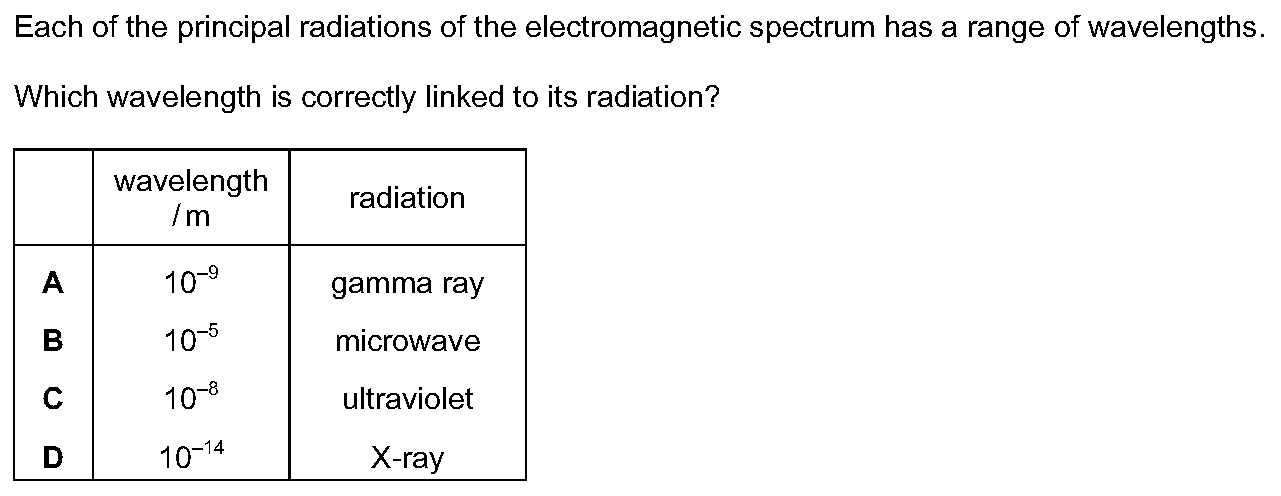 Each of the principal radiations of the electromagnetic spectrum has a range of wavelengths.
Which wavelength is correctly linked to its radiation?
wavelength
/ m
radiation
A 10⁻⁹ gamma ray
B 10⁻⁵ microwave
C 10⁻⁸ ultraviolet
D 10⁻¹⁴ X-ray